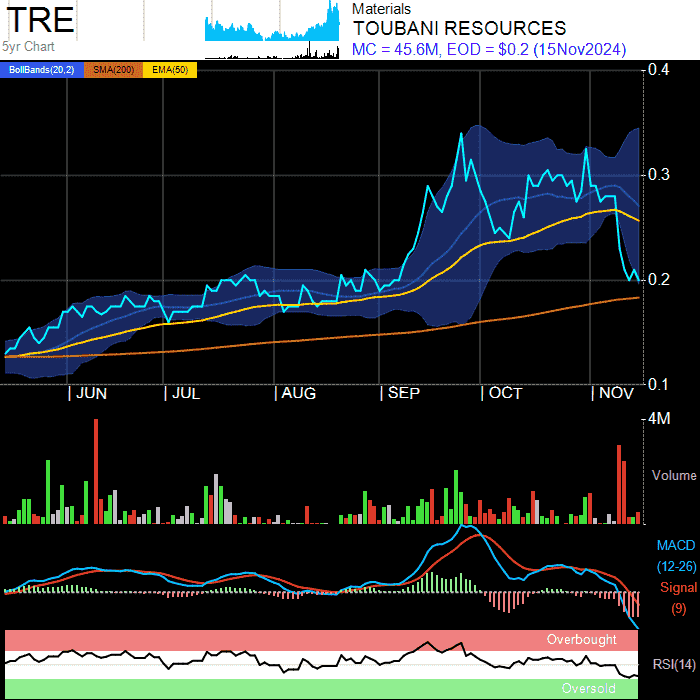 TRE
5yr Chart
Materials
TOUBANI RESOURCES
MC = 45.6M, EOD = $0.2 (15Nov2024)
BollBands(20,2) SMA(200) EMA(50)
0.4
0.3
0.2
0.1
JUN JUL AUG SEP OCT NOV
4M
Volume
MACD
(12-26)
Signal
(9)
Overbought
RSI(14)
Oversold